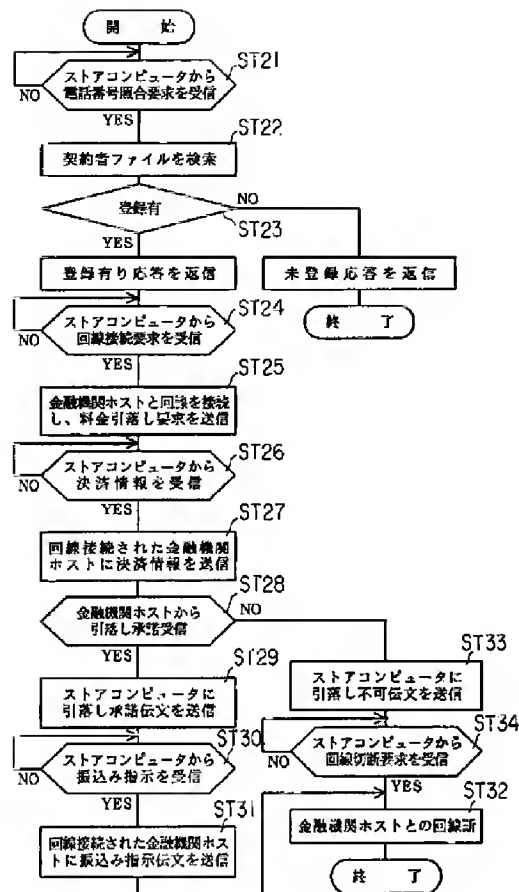 開 始
ST21
ストアコンピュータから
電話番号照合要求を受信
NO
YES
ST22
契約者ファイルを検索
登録有
NO
ST23
YES
登録有り応答を返信
未登録応答を返信
終 了
ST24
ストアコンピュータから
回線接続要求を受信
NO
YES
ST25
金融機関ホストと回線を接続
し、料金引落し要求を送信
ST26
ストアコンピュータから
決済情報を受信
NO
YES
ST27
回線接続された金融機関
ホストに決済情報を送信
ST28
金融機関ホストから
引落し承諾受信
NO
YES
ST29
ストアコンピュータに
引落し承諾伝文を送信
ST33
ストアコンピュータに
引落し不可伝文を送信
ST30
ストアコンピュータから
振込み指示を受信
NO
YES
ST34
ストアコンピュータから
回線切断要求を受信
NO
YES
ST31
回線接続された金融機関ホス
トに振込み指示伝文を送信
ST32
金融機関ホストとの回線断
終 了